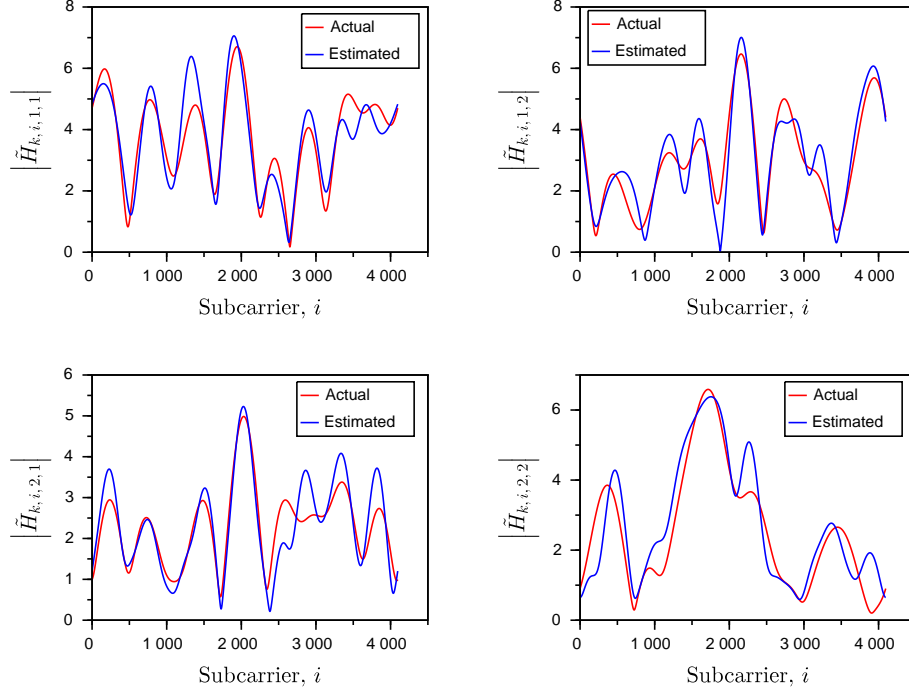 8
6
4
2
0
|H̃k,i,1,1|
Actual
Estimated
0 1 000 2 000 3 000 4 000
Subcarrier, i
8
6
4
2
0
|H̃k,i,1,2|
Actual
Estimated
0 1 000 2 000 3 000 4 000
Subcarrier, i
6
5
4
3
2
1
0
|H̃k,i,2,1|
Actual
Estimated
0 1 000 2 000 3 000 4 000
Subcarrier, i
6
4
2
0
|H̃k,i,2,2|
Actual
Estimated
0 1 000 2 000 3 000 4 000
Subcarrier, i